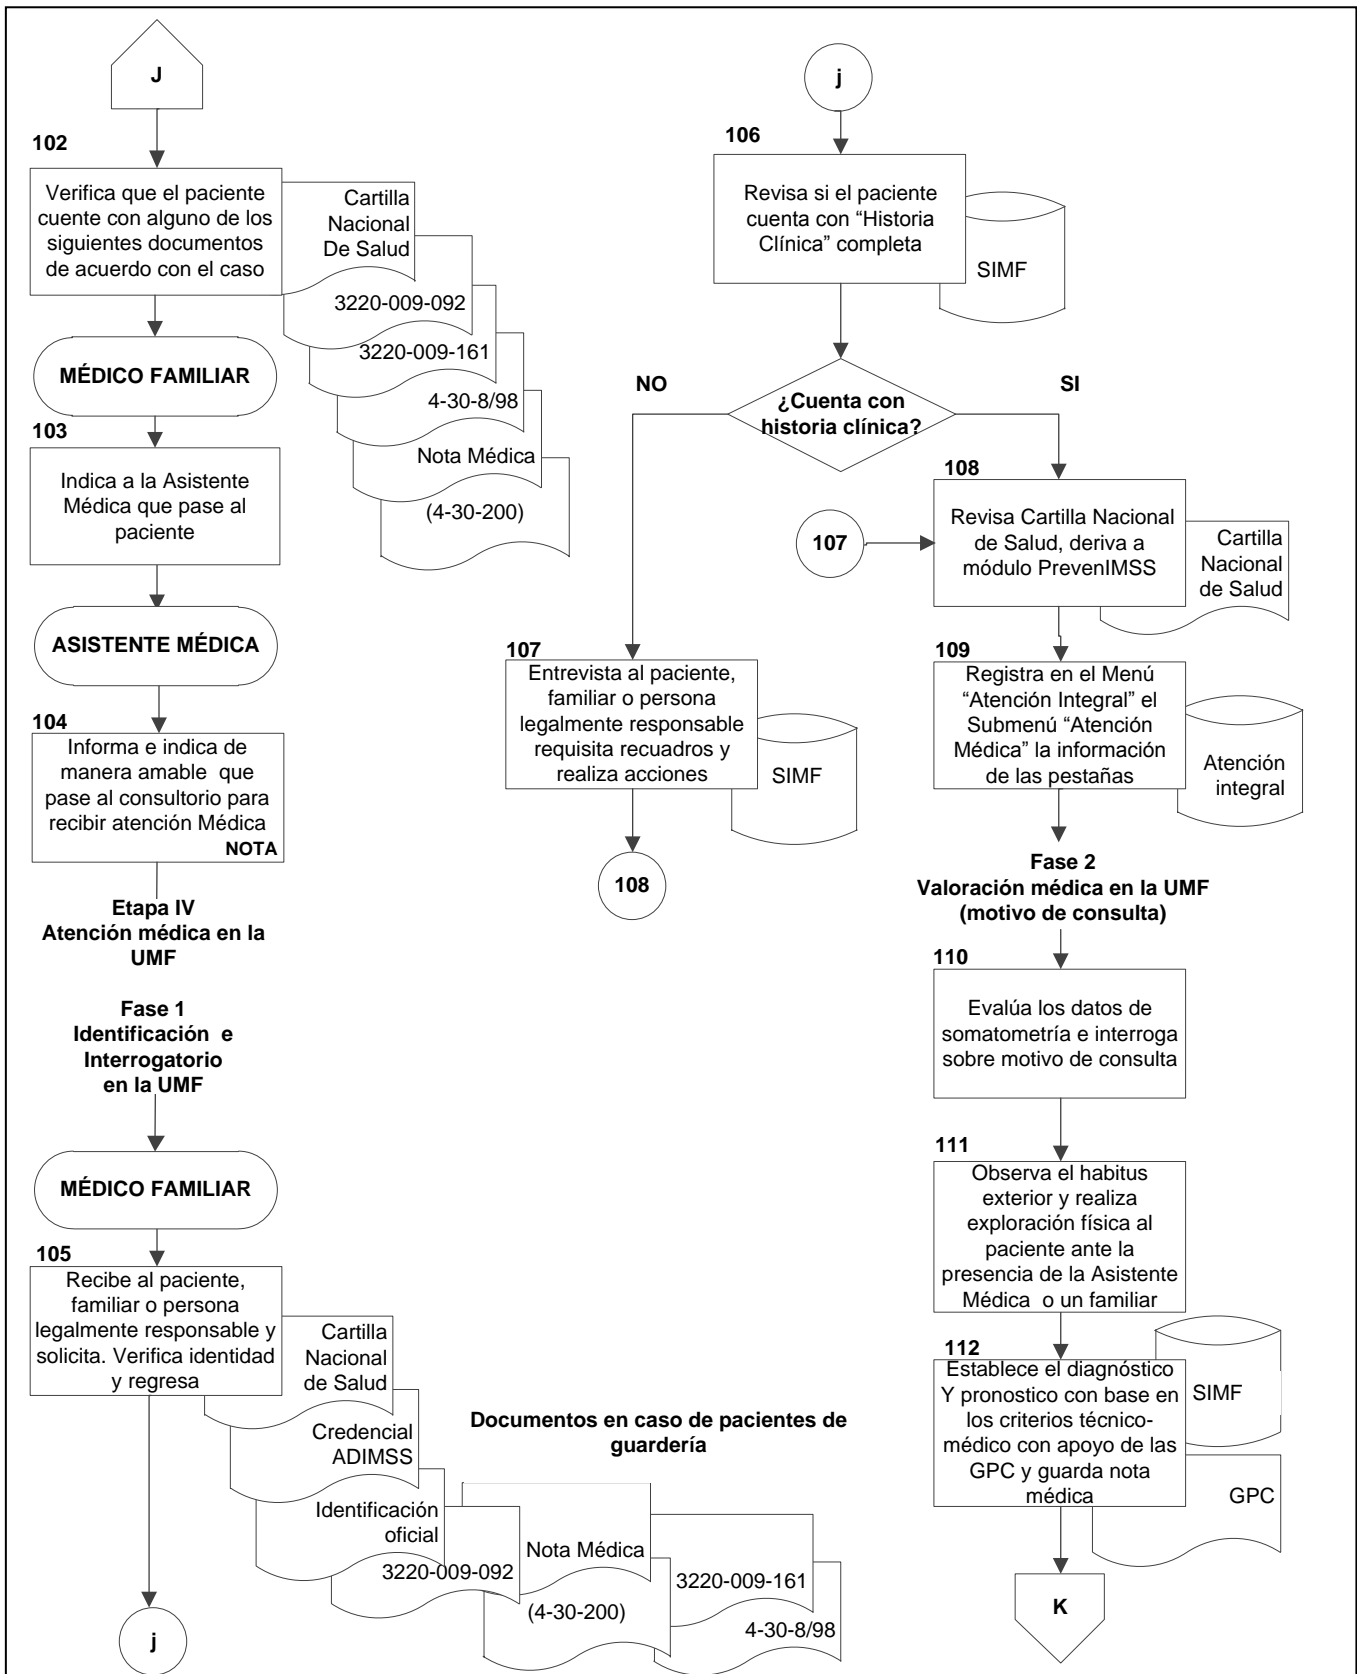 J
102
Verifica que el paciente
cuente con alguno de los
siguientes documentos
de acuerdo con el caso
Cartilla
Nacional
De Salud
3220-009-092
3220-009-161
4-30-8/98
Nota Médica
(4-30-200)
MÉDICO FAMILIAR
103
Indica a la Asistente
Médica que pase al
paciente
ASISTENTE MÉDICA
104
Informa e indica de
manera amable que
pase al consultorio para
recibir atención Médica
NOTA
Etapa IV
Atención médica en la
UMF
Fase 1
Identificación e
Interrogatorio
en la UMF
MÉDICO FAMILIAR
105
Recibe al paciente,
familiar o persona
legalmente responsable y
solicita. Verifica identidad
y regresa
Cartilla
Nacional
de Salud
Credencial
ADIMSS
Identificación
oficial
3220-009-092
Documentos en caso de pacientes de
guardería
Nota Médica
(4-30-200)
3220-009-161
4-30-8/98
j
j
106
Revisa si el paciente
cuenta con “Historia
Clínica” completa
SIMF
¿Cuenta con
historia clínica?
NO
SI
107
Entrevista al paciente,
familiar o persona
legalmente responsable
requisita recuadros y
realiza acciones
SIMF
108
107
108
Revisa Cartilla Nacional
de Salud, deriva a
módulo PrevenIMSS
Cartilla
Nacional
de Salud
109
Registra en el Menú
“Atención Integral” el
Submenú “Atención
Médica” la información
de las pestañas
Atención
integral
Fase 2
Valoración médica en la UMF
(motivo de consulta)
110
Evalúa los datos de
somatometría e interroga
sobre motivo de consulta
111
Observa el habitus
exterior y realiza
exploración física al
paciente ante la
presencia de la Asistente
Médica o un familiar
112
Establece el diagnóstico
Y pronostico con base en
los criterios técnico-
médico con apoyo de las
GPC y guarda nota
médica
SIMF
GPC
K